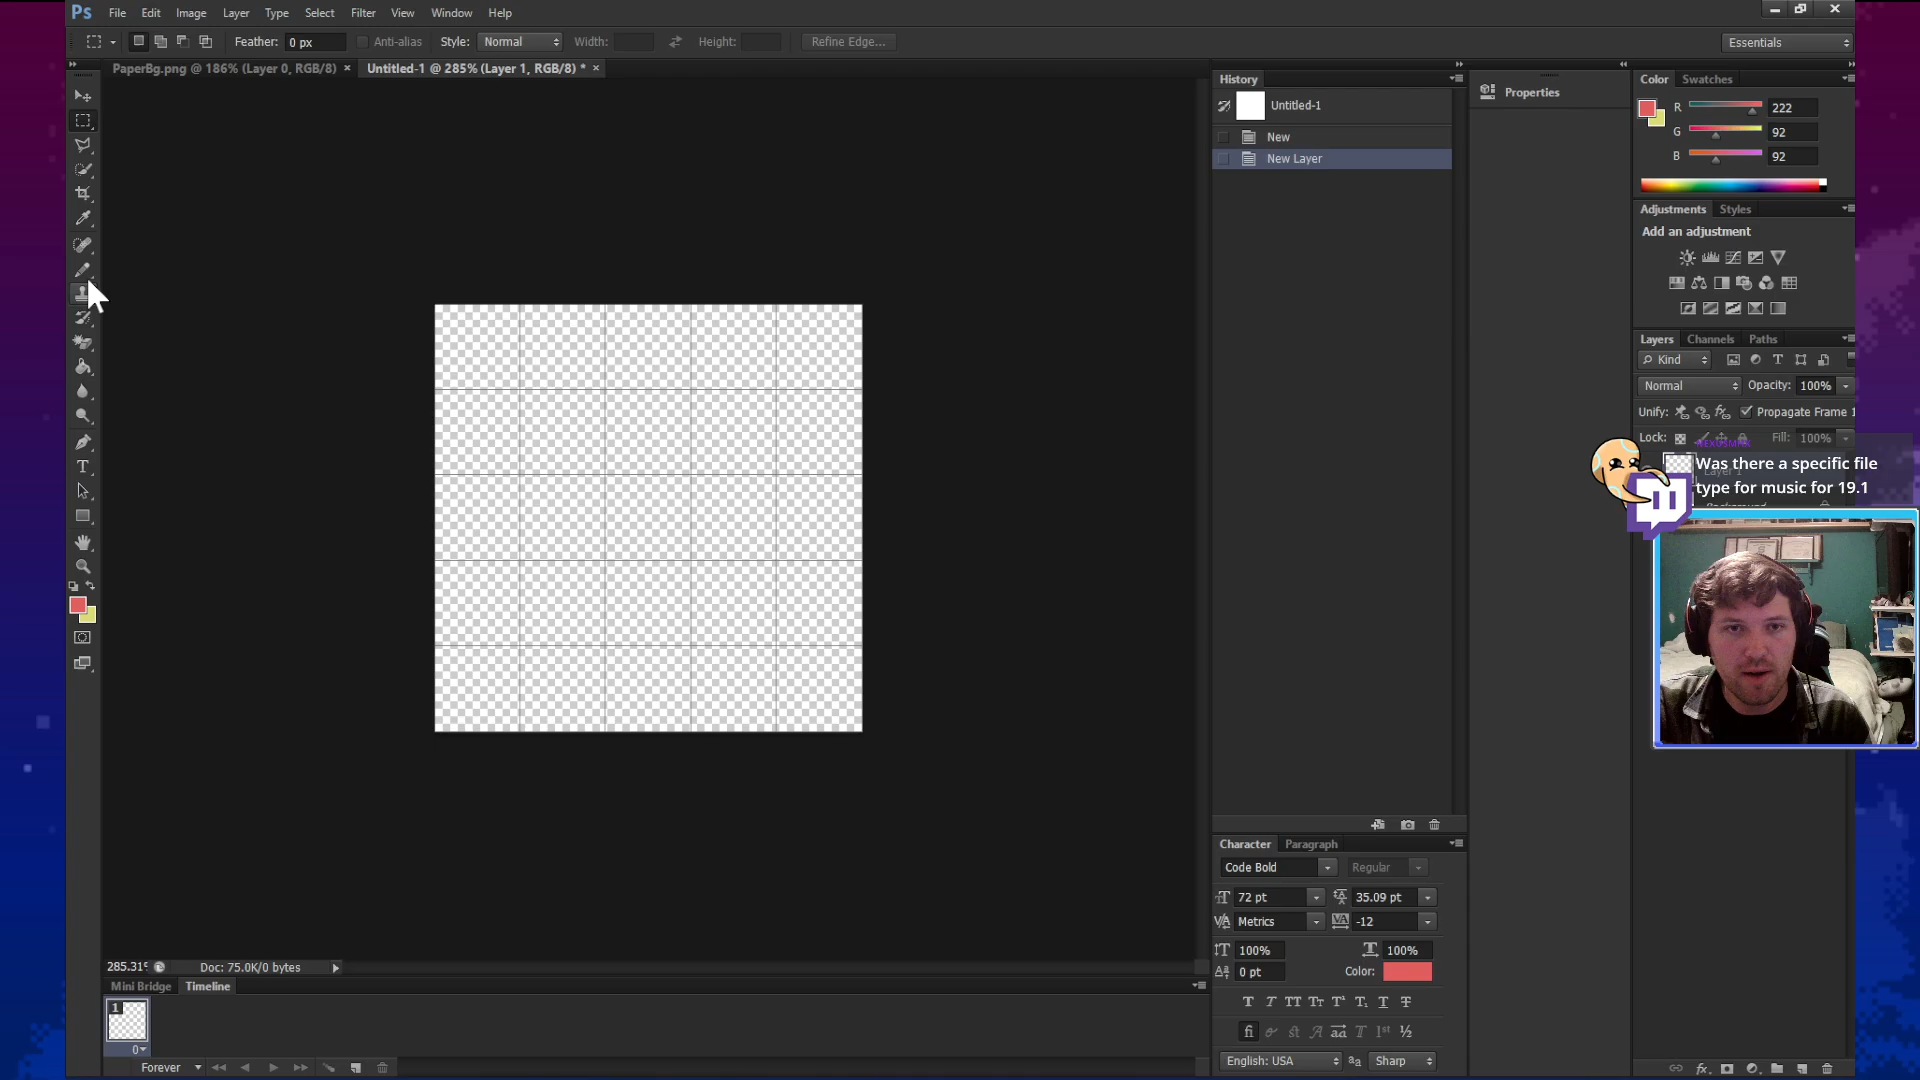 Ps File Edit Image Layer Type Select Filter View Window Help
Feather: 0 px Anti-alias Style: Normal Width: Height: Refine Edge... Essentials
PaperBg.png @ 186% (Layer 0, RGB/8) × Untitled-1 @ 285% (Layer 1, RGB/8) * ×
History
Untitled-1
New
New Layer
Properties
Color Swatches
R 222
G 92
B 92
Adjustments Styles
Add an adjustment
Layers Channels Paths
Kind
Normal Opacity: 100%
Unify: Propagate Frame 1
Lock: Fill: 100%
Was there a specific file
type for music for 19.1
Character Paragraph
Code Bold Regular
72 pt 35.09 pt
Metrics -12
100% 100%
0 pt Color:
English: USA Sharp
285.31% Doc: 75.0K/0 bytes
Mini Bridge Timeline
1
0
Forever